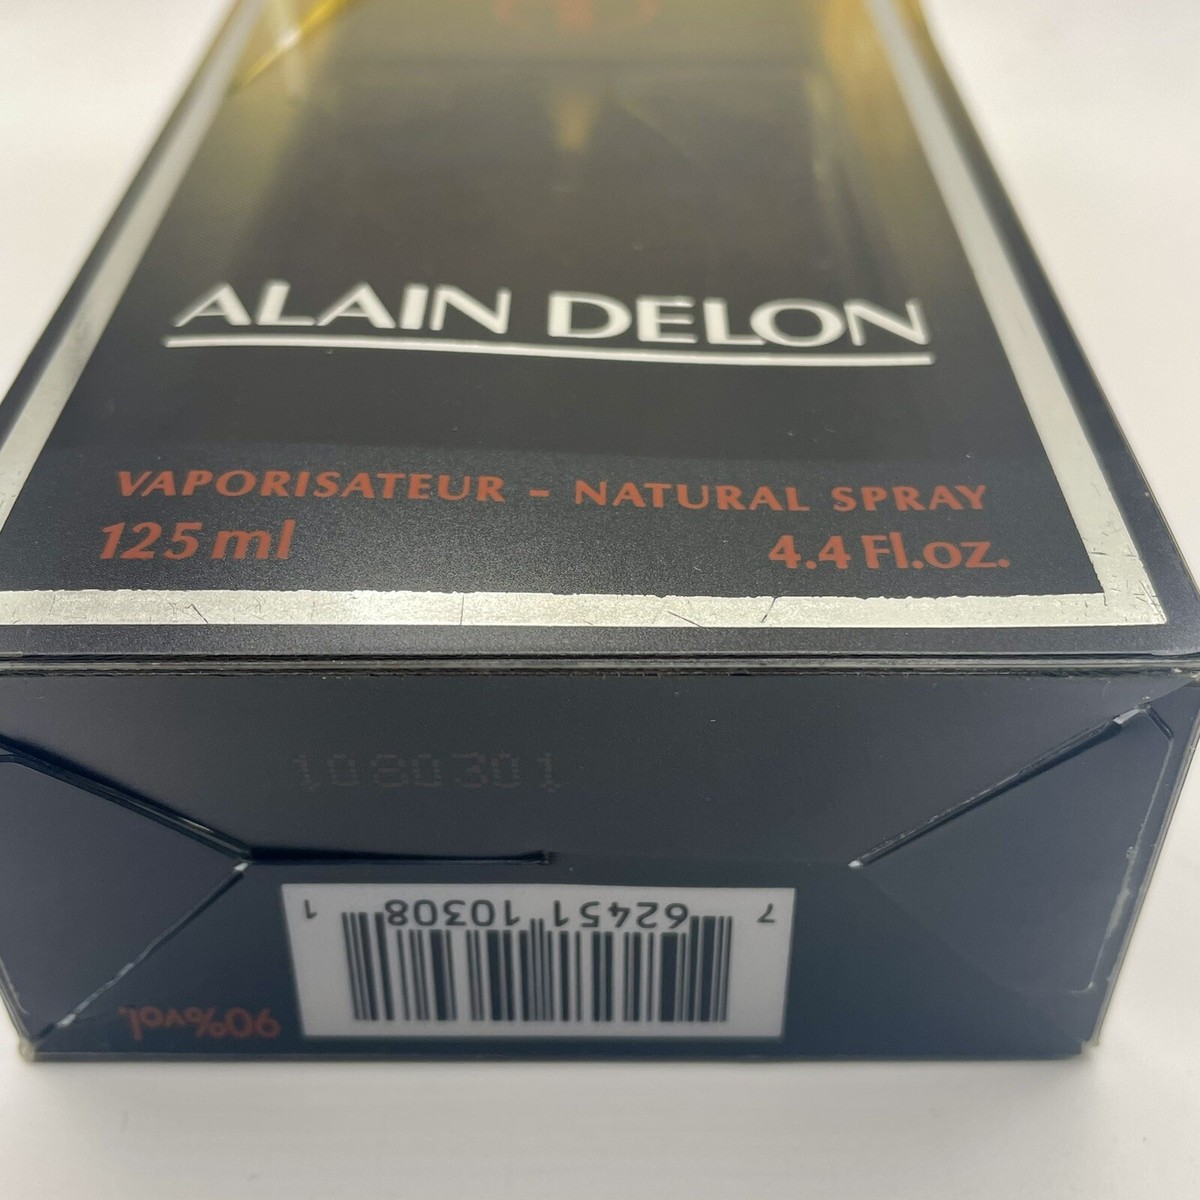 ALAIN DELON
VAPORISATEUR - NATURAL SPRAY
125 ml 4.4 Fl.oz.
1080301
7 62451 10308 1
90%vol.